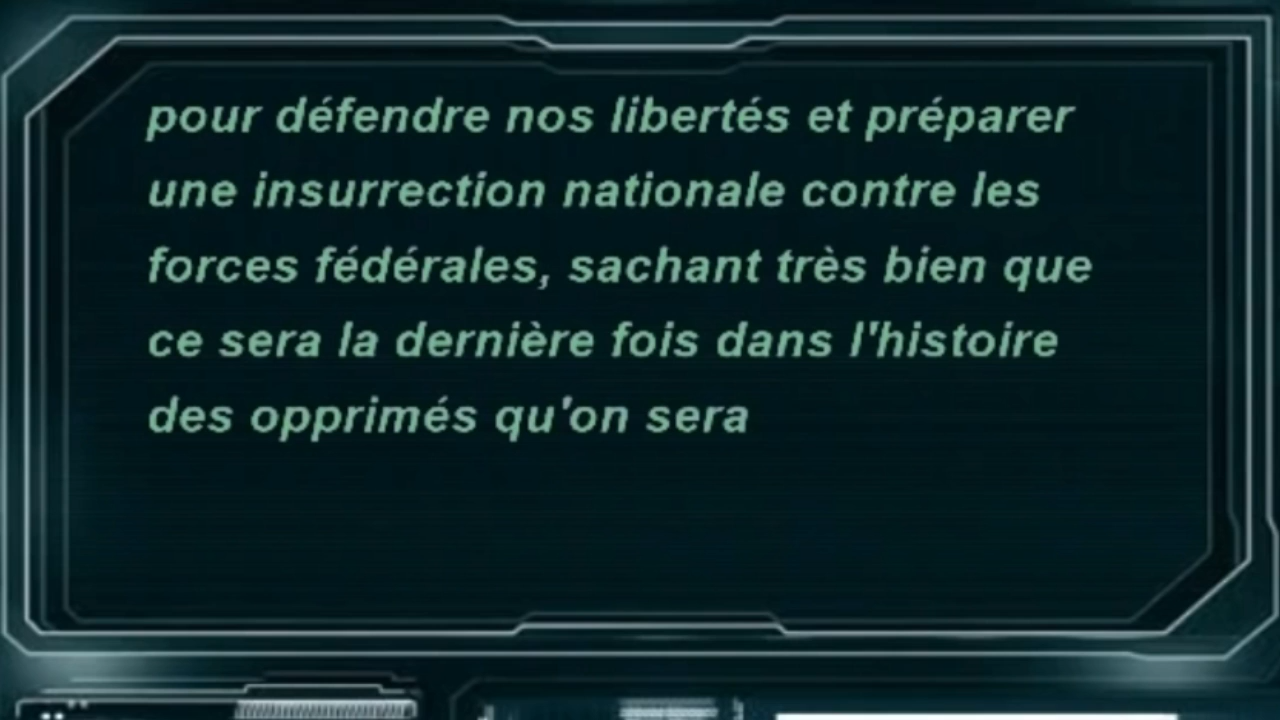 pour défendre nos libertés et préparer
une insurrection nationale contre les
forces fédérales, sachant très bien que
ce sera la dernière fois dans l'histoire
des opprimés qu'on sera